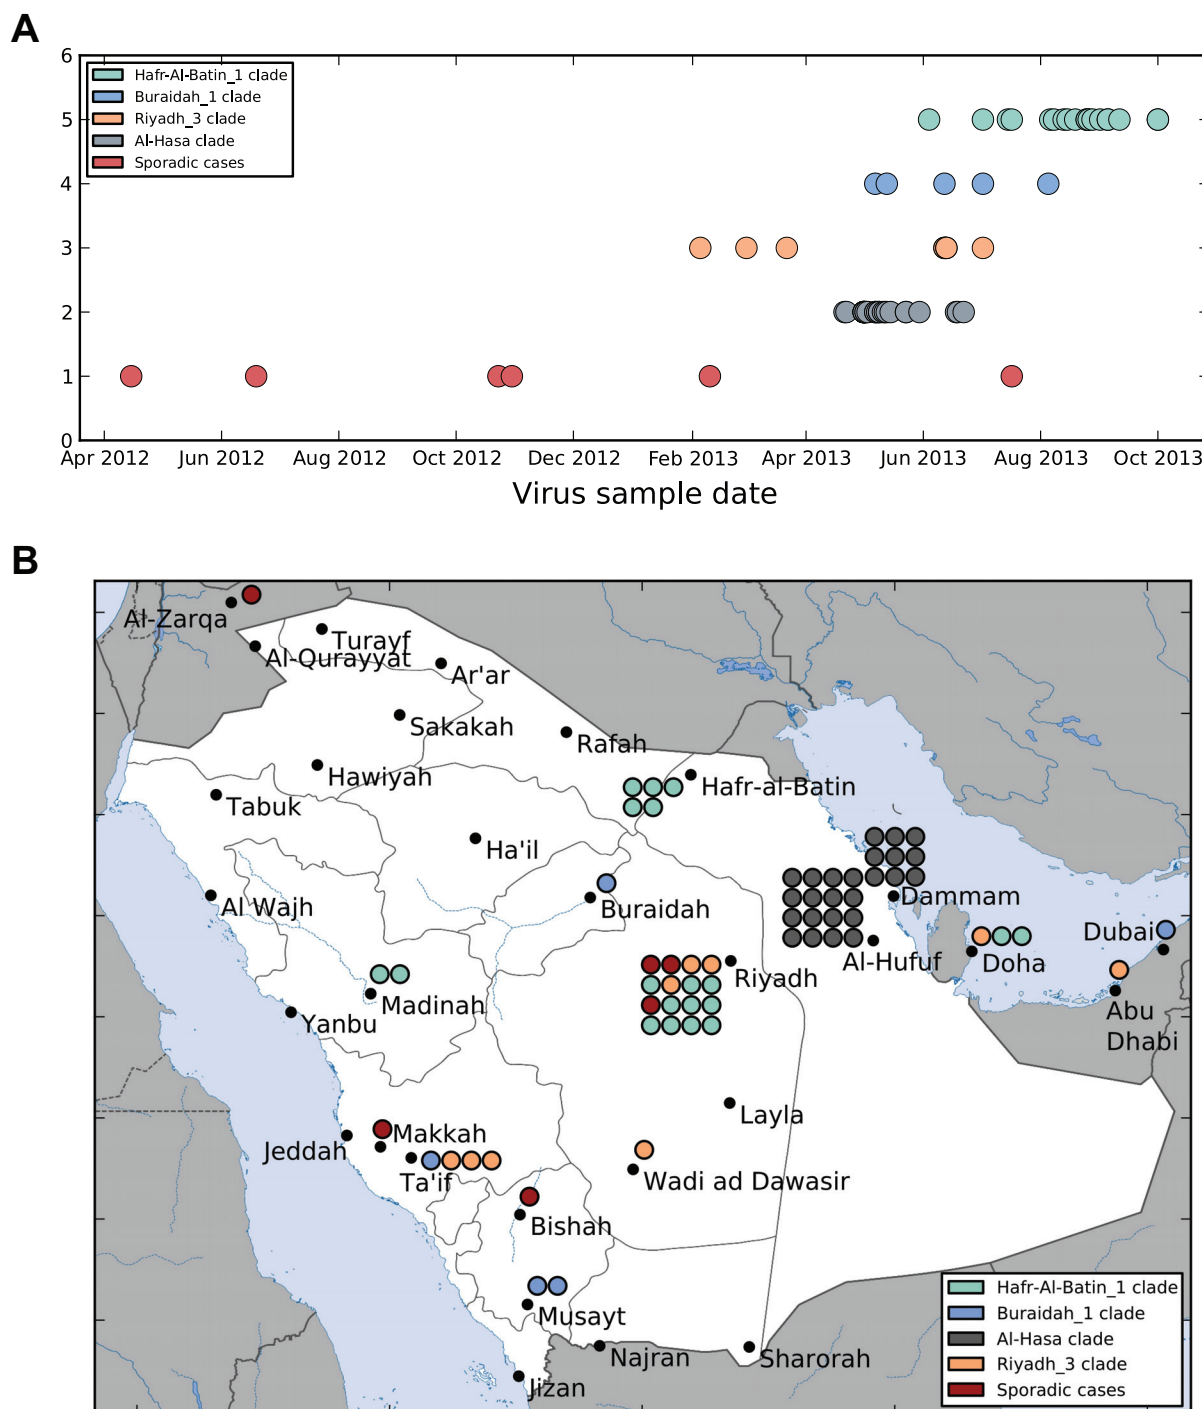 A
6
5
4
3
2
1
0
Hafr-Al-Batin_1 clade
Buraidah_1 clade
Riyadh_3 clade
Al-Hasa clade
Sporadic cases
Apr 2012 Jun 2012 Aug 2012 Oct 2012 Dec 2012 Feb 2013 Apr 2013 Jun 2013 Aug 2013 Oct 2013
Virus sample date
B
Al-Zarqa
Turayf
Al-Qurayyat
Ar'ar
Sakakah
Rafah
Hawiyah
Hafr-al-Batin
Tabuk
Ha'il
Dammam
Al Wajh
Buraidah
Dubai
Al-Hufuf
Doha
Riyadh
Madinah
Abu
Dhabi
Yanbu
Layla
Makkah
Jeddah
Ta'if
Wadi ad Dawasir
Bishah
Musayt
Najran
Sharorah
Jizan
Hafr-Al-Batin_1 clade
Buraidah_1 clade
Al-Hasa clade
Riyadh_3 clade
Sporadic cases